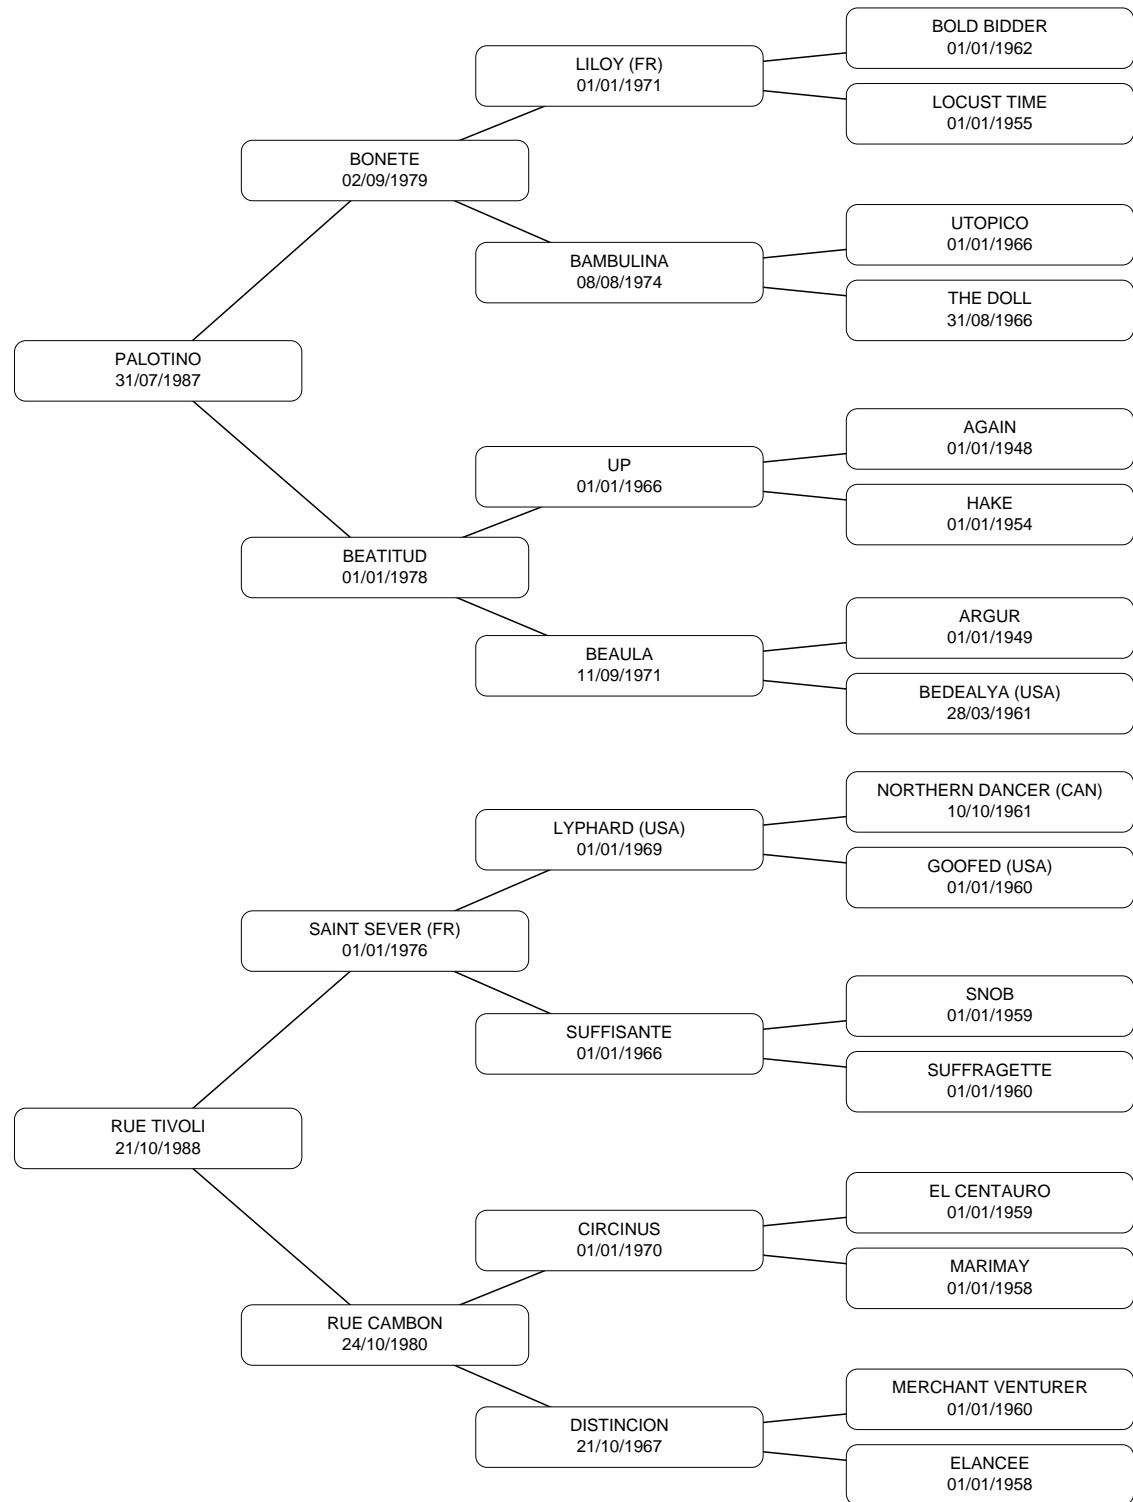 BOLD BIDDER
01/01/1962
LILOY (FR)
01/01/1971
LOCUST TIME
01/01/1955
BONETE
02/09/1979
UTOPICO
01/01/1966
BAMBULINA
08/08/1974
THE DOLL
31/08/1966
PALOTINO
31/07/1987
AGAIN
01/01/1948
UP
01/01/1966
HAKE
01/01/1954
BEATITUD
01/01/1978
ARGUR
01/01/1949
BEAULA
11/09/1971
BEDEALYA (USA)
28/03/1961
NORTHERN DANCER (CAN)
10/10/1961
LYPHARD (USA)
01/01/1969
GOOFED (USA)
01/01/1960
SAINT SEVER (FR)
01/01/1976
SNOB
01/01/1959
SUFFISANTE
01/01/1966
SUFFRAGETTE
01/01/1960
RUE TIVOLI
21/10/1988
EL CENTAURO
01/01/1959
CIRCINUS
01/01/1970
MARIMAY
01/01/1958
RUE CAMBON
24/10/1980
MERCHANT VENTURER
01/01/1960
DISTINCION
21/10/1967
ELANCEE
01/01/1958